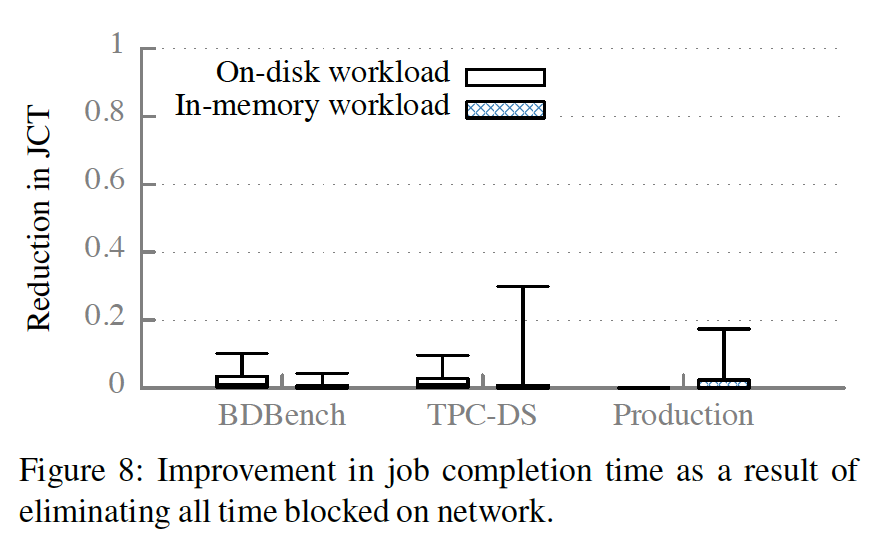 1
On-disk workload
In-memory workload
0.8
0.6
0.4
0.2
0
Reduction in JCT
BDBench TPC-DS Production
Figure 8: Improvement in job completion time as a result of
eliminating all time blocked on network.